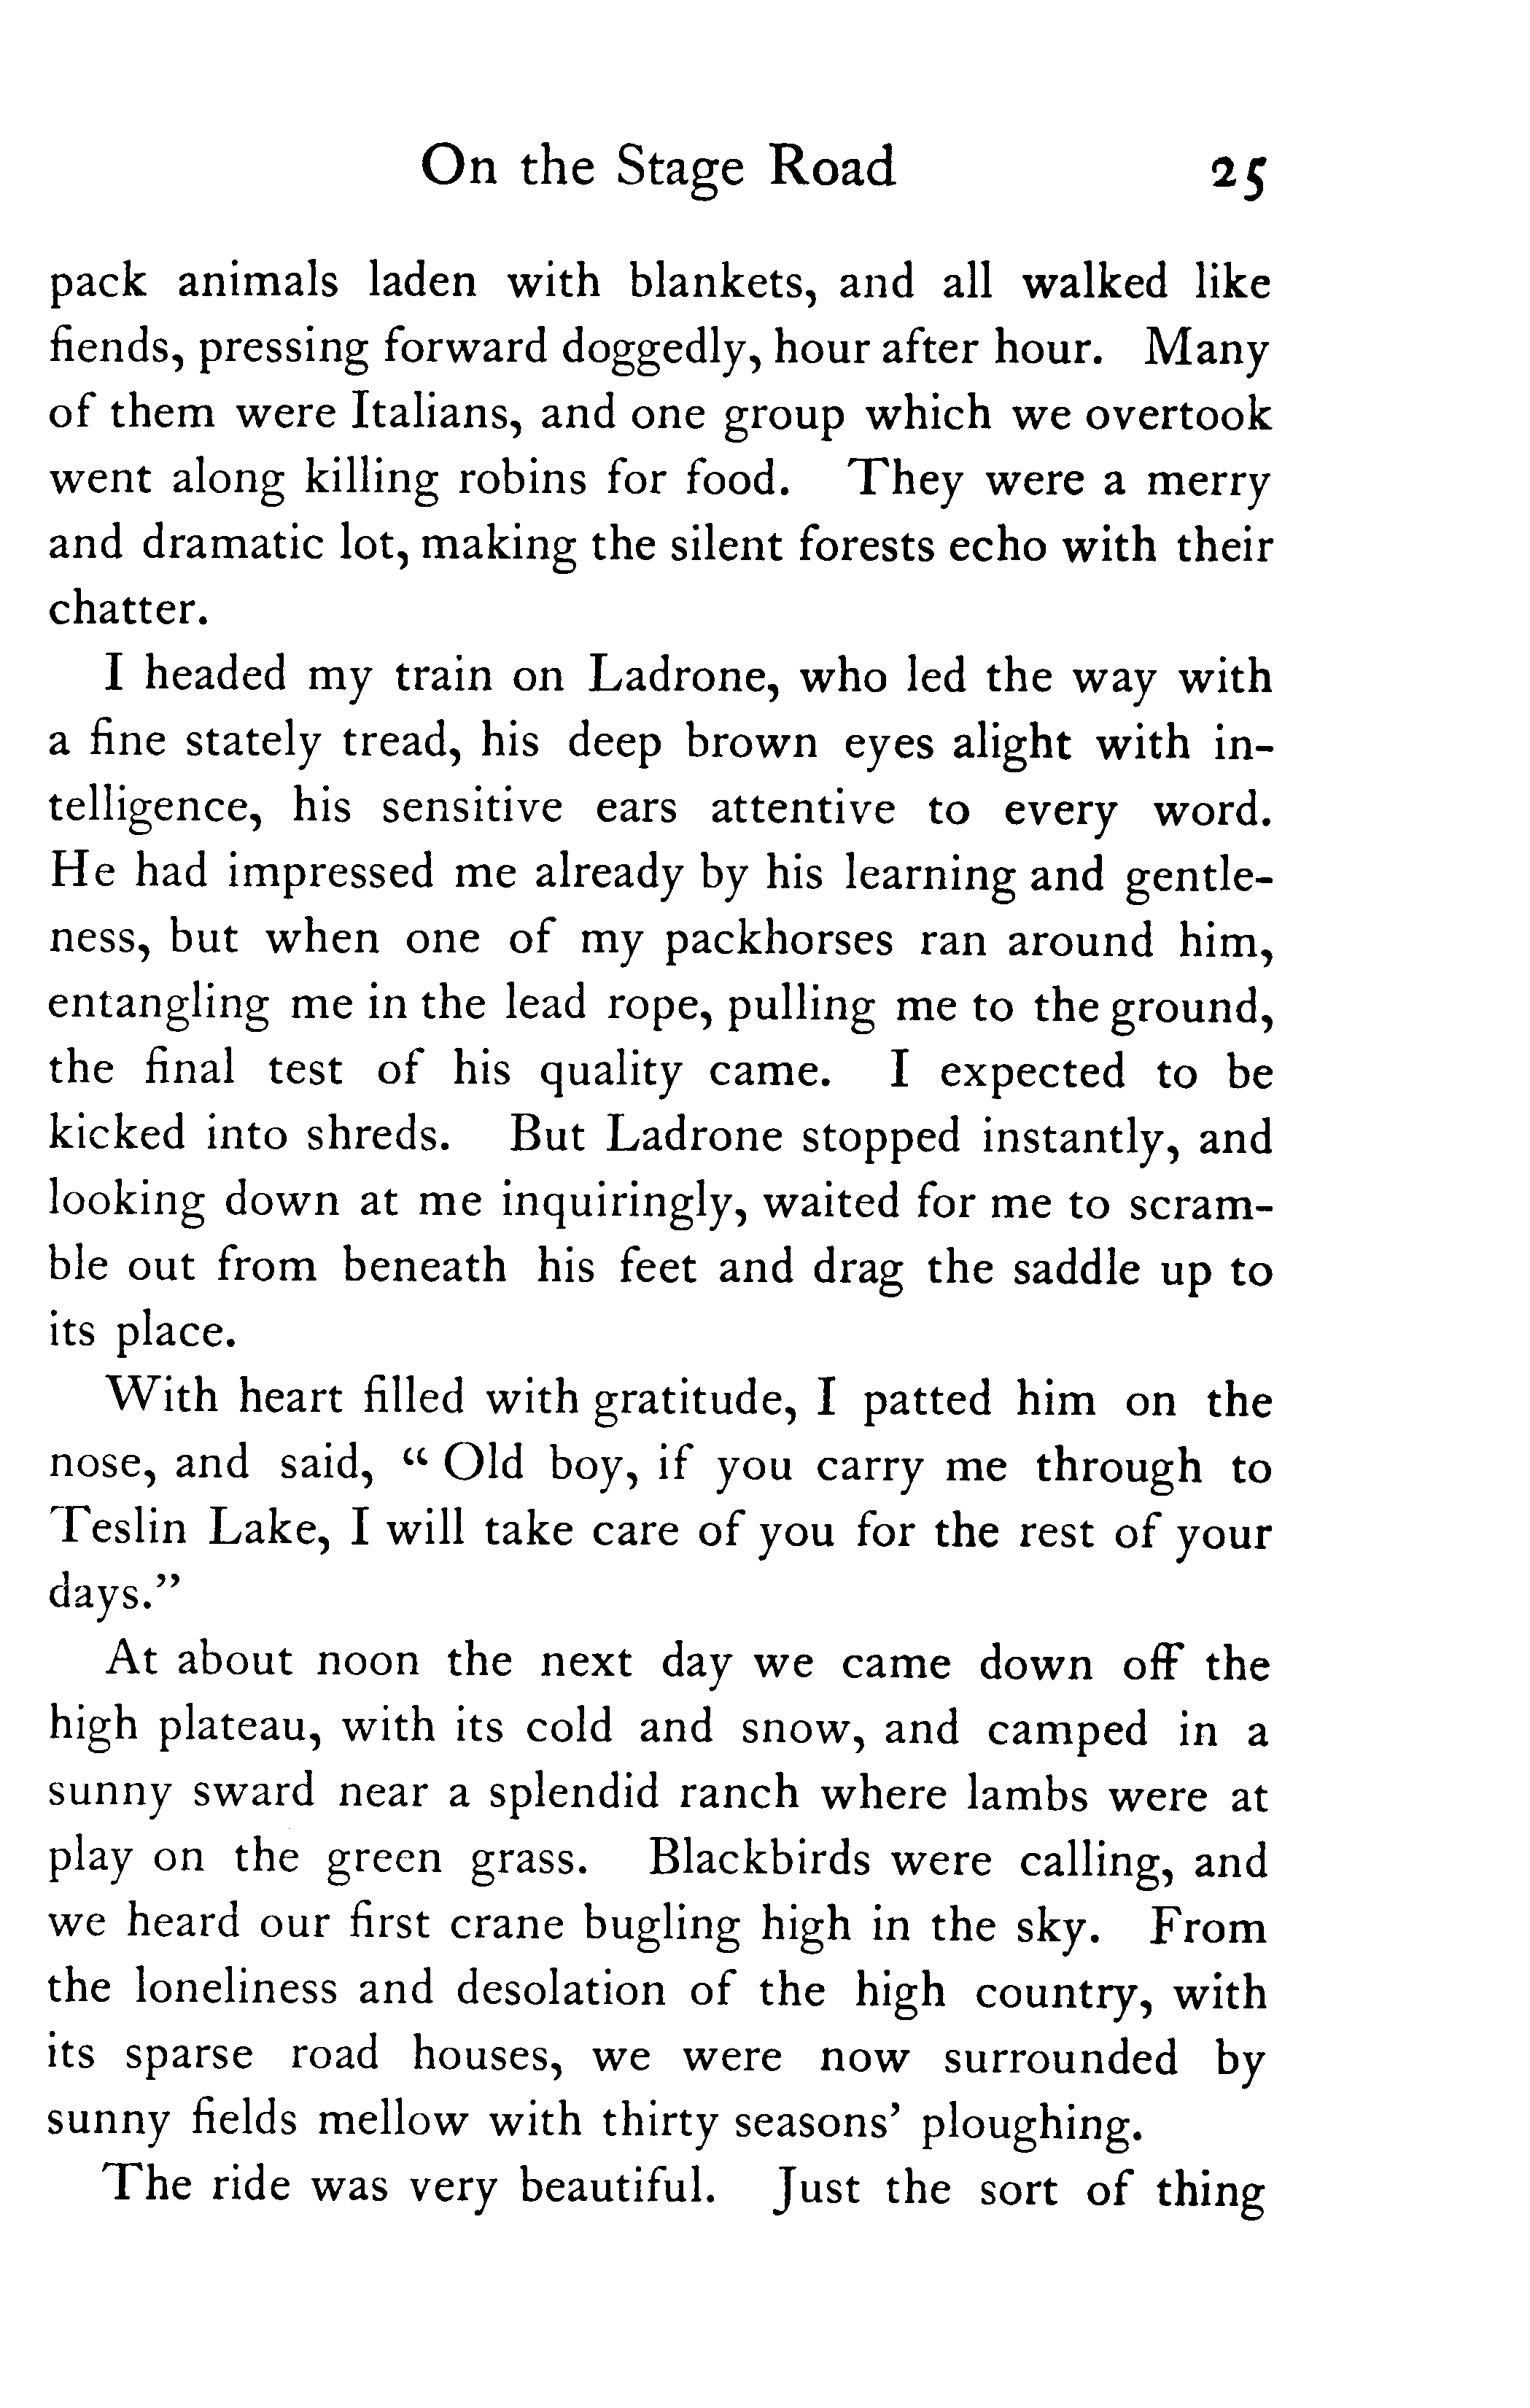 On the Stage Road 25
pack animals laden with blankets, and all walked like
fiends, pressing forward doggedly, hour after hour. Many
of them were Italians, and one group which we overtook
went along killing robins for food. They were a merry
and dramatic lot, making the silent forests echo with their
chatter.
I headed my train on Ladrone, who led the way with
a fine stately tread, his deep brown eyes alight with in-
telligence, his sensitive ears attentive to every word.
He had impressed me already by his learning and gentle-
ness, but when one of my packhorses ran around him,
entangling me in the lead rope, pulling me to the ground,
the final test of his quality came. I expected to be
kicked into shreds. But Ladrone stopped instantly, and
looking down at me inquiringly, waited for me to scram-
ble out from beneath his feet and drag the saddle up to
its place.
With heart filled with gratitude, I patted him on the
nose, and said, “ Old boy, if you carry me through to
Teslin Lake, I will take care of you for the rest of your
days.”
At about noon the next day we came down off the
high plateau, with its cold and snow, and camped in a
sunny sward near a splendid ranch where lambs were at
play on the green grass. Blackbirds were calling, and
we heard our first crane bugling high in the sky. From
the loneliness and desolation of the high country, with
its sparse road houses, we were now surrounded by
sunny fields mellow with thirty seasons’ ploughing.
The ride was very beautiful. Just the sort of thing